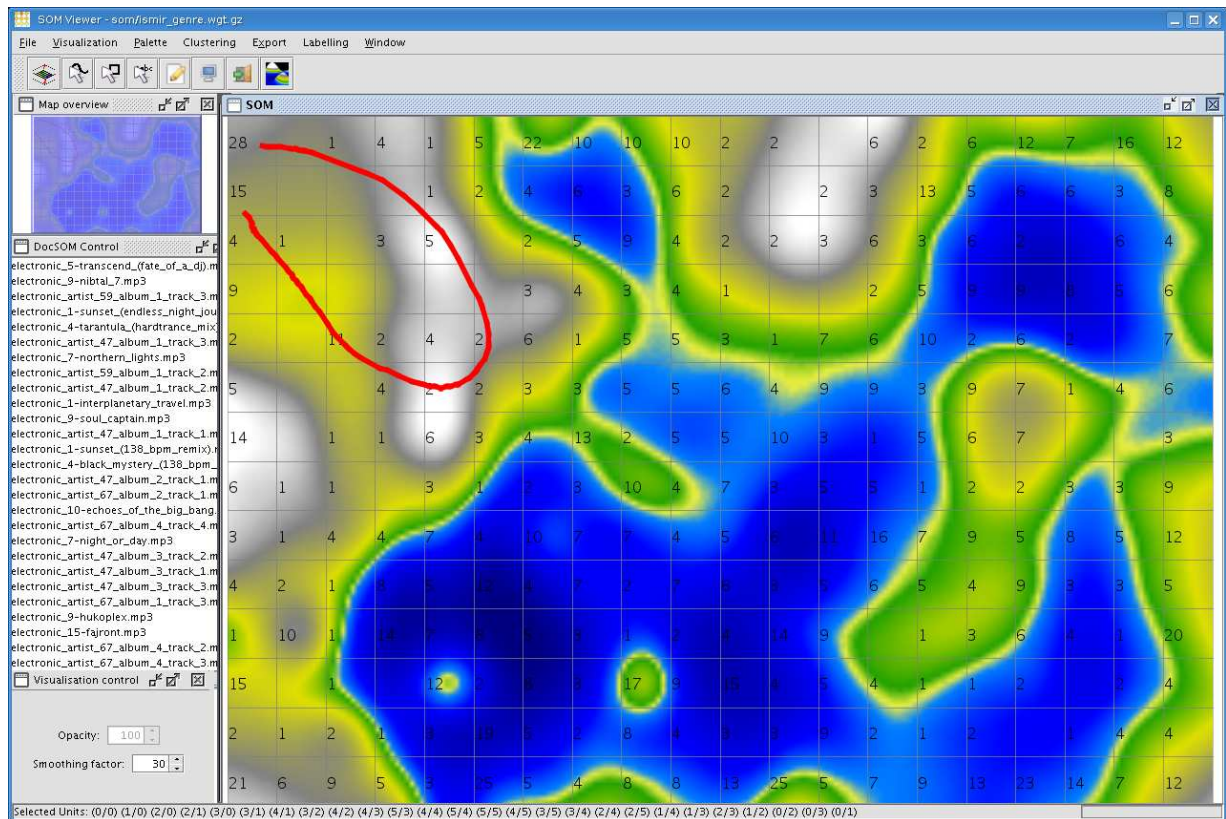 SOM Viewer - som/ismir_genre.wgt.gz
File Visualization Palette Clustering Export Labelling Window
Map overview
SOM
28 1 4 1 5 22 10 10 10 2 2 6 2 6 12 7 16 12
15 1 2 4 6 3 6 2 2 3 13 5 6 6 3 8
4 1 3 5 2 5 9 4 2 2 3 6 3 6 2 6 4
9 3 4 3 4 1 2 5 9 9 8 5 6
2 11 2 4 2 6 1 5 5 4 3 1 2 6 10 2 6 2 7
5 4 2 2 3 3 5 5 6 4 9 9 3 9 7 1 4 6
14 1 1 6 3 4 13 2 5 5 10 3 1 5 6 7 3
6 1 1 3 1 2 3 10 4 2 3 5 5 1 2 2 3 3 9
3 1 4 4 7 4 10 7 7 4 5 6 11 16 7 9 5 8 5 12
4 2 1 8 5 12 4 7 2 7 8 3 5 6 5 4 9 3 3 5
1 10 1 14 7 8 5 3 1 2 4 14 9 1 3 6 4 1 20
15 1 12 2 6 3 17 9 15 4 5 4 1 1 2 2 4
2 1 2 1 9 19 5 2 8 4 3 3 9 2 1 2 1 4 4
21 6 9 5 3 25 5 4 8 8 13 25 5 7 9 13 23 14 7 12
DocSOM Control
electronic_5-transcend_(fate_of_a_dj).m
electronic_9-nibtal_7.mp3
electronic_artist_59_album_1_track_3.m
electronic_1-sunset_(endless_night_jou
electronic_4-tarantula_(hardtrance_mix)
electronic_artist_47_album_1_track_3.m
electronic_7-northern_lights.mp3
electronic_artist_59_album_1_track_2.m
electronic_artist_47_album_1_track_2.m
electronic_1-interplanetary_travel.mp3
electronic_9-soul_captain.mp3
electronic_artist_47_album_1_track_1.m
electronic_1-sunset_(138_bpm_remix).m
electronic_4-black_mystery_(138_bpm_
electronic_artist_47_album_2_track_1.m
electronic_artist_67_album_2_track_1.m
electronic_10-echoes_of_the_big_bang.
electronic_artist_67_album_4_track_4.m
electronic_7-night_or_day.mp3
electronic_artist_47_album_3_track_2.m
electronic_artist_47_album_3_track_1.m
electronic_artist_47_album_3_track_3.m
electronic_artist_67_album_1_track_3.m
electronic_9-hukoplex.mp3
electronic_15-fajront.mp3
electronic_artist_67_album_4_track_2.m
electronic_artist_67_album_4_track_3.m
Visualisation control
Opacity: 100
Smoothing factor: 30
Selected Units: (0/0) (1/0) (2/0) (2/1) (3/0) (3/1) (4/1) (3/2) (4/2) (4/3) (5/3) (4/4) (5/4) (5/5) (4/5) (3/5) (3/4) (2/4) (2/5) (1/4) (1/3) (2/3) (1/2) (0/2) (0/3) (0/1)